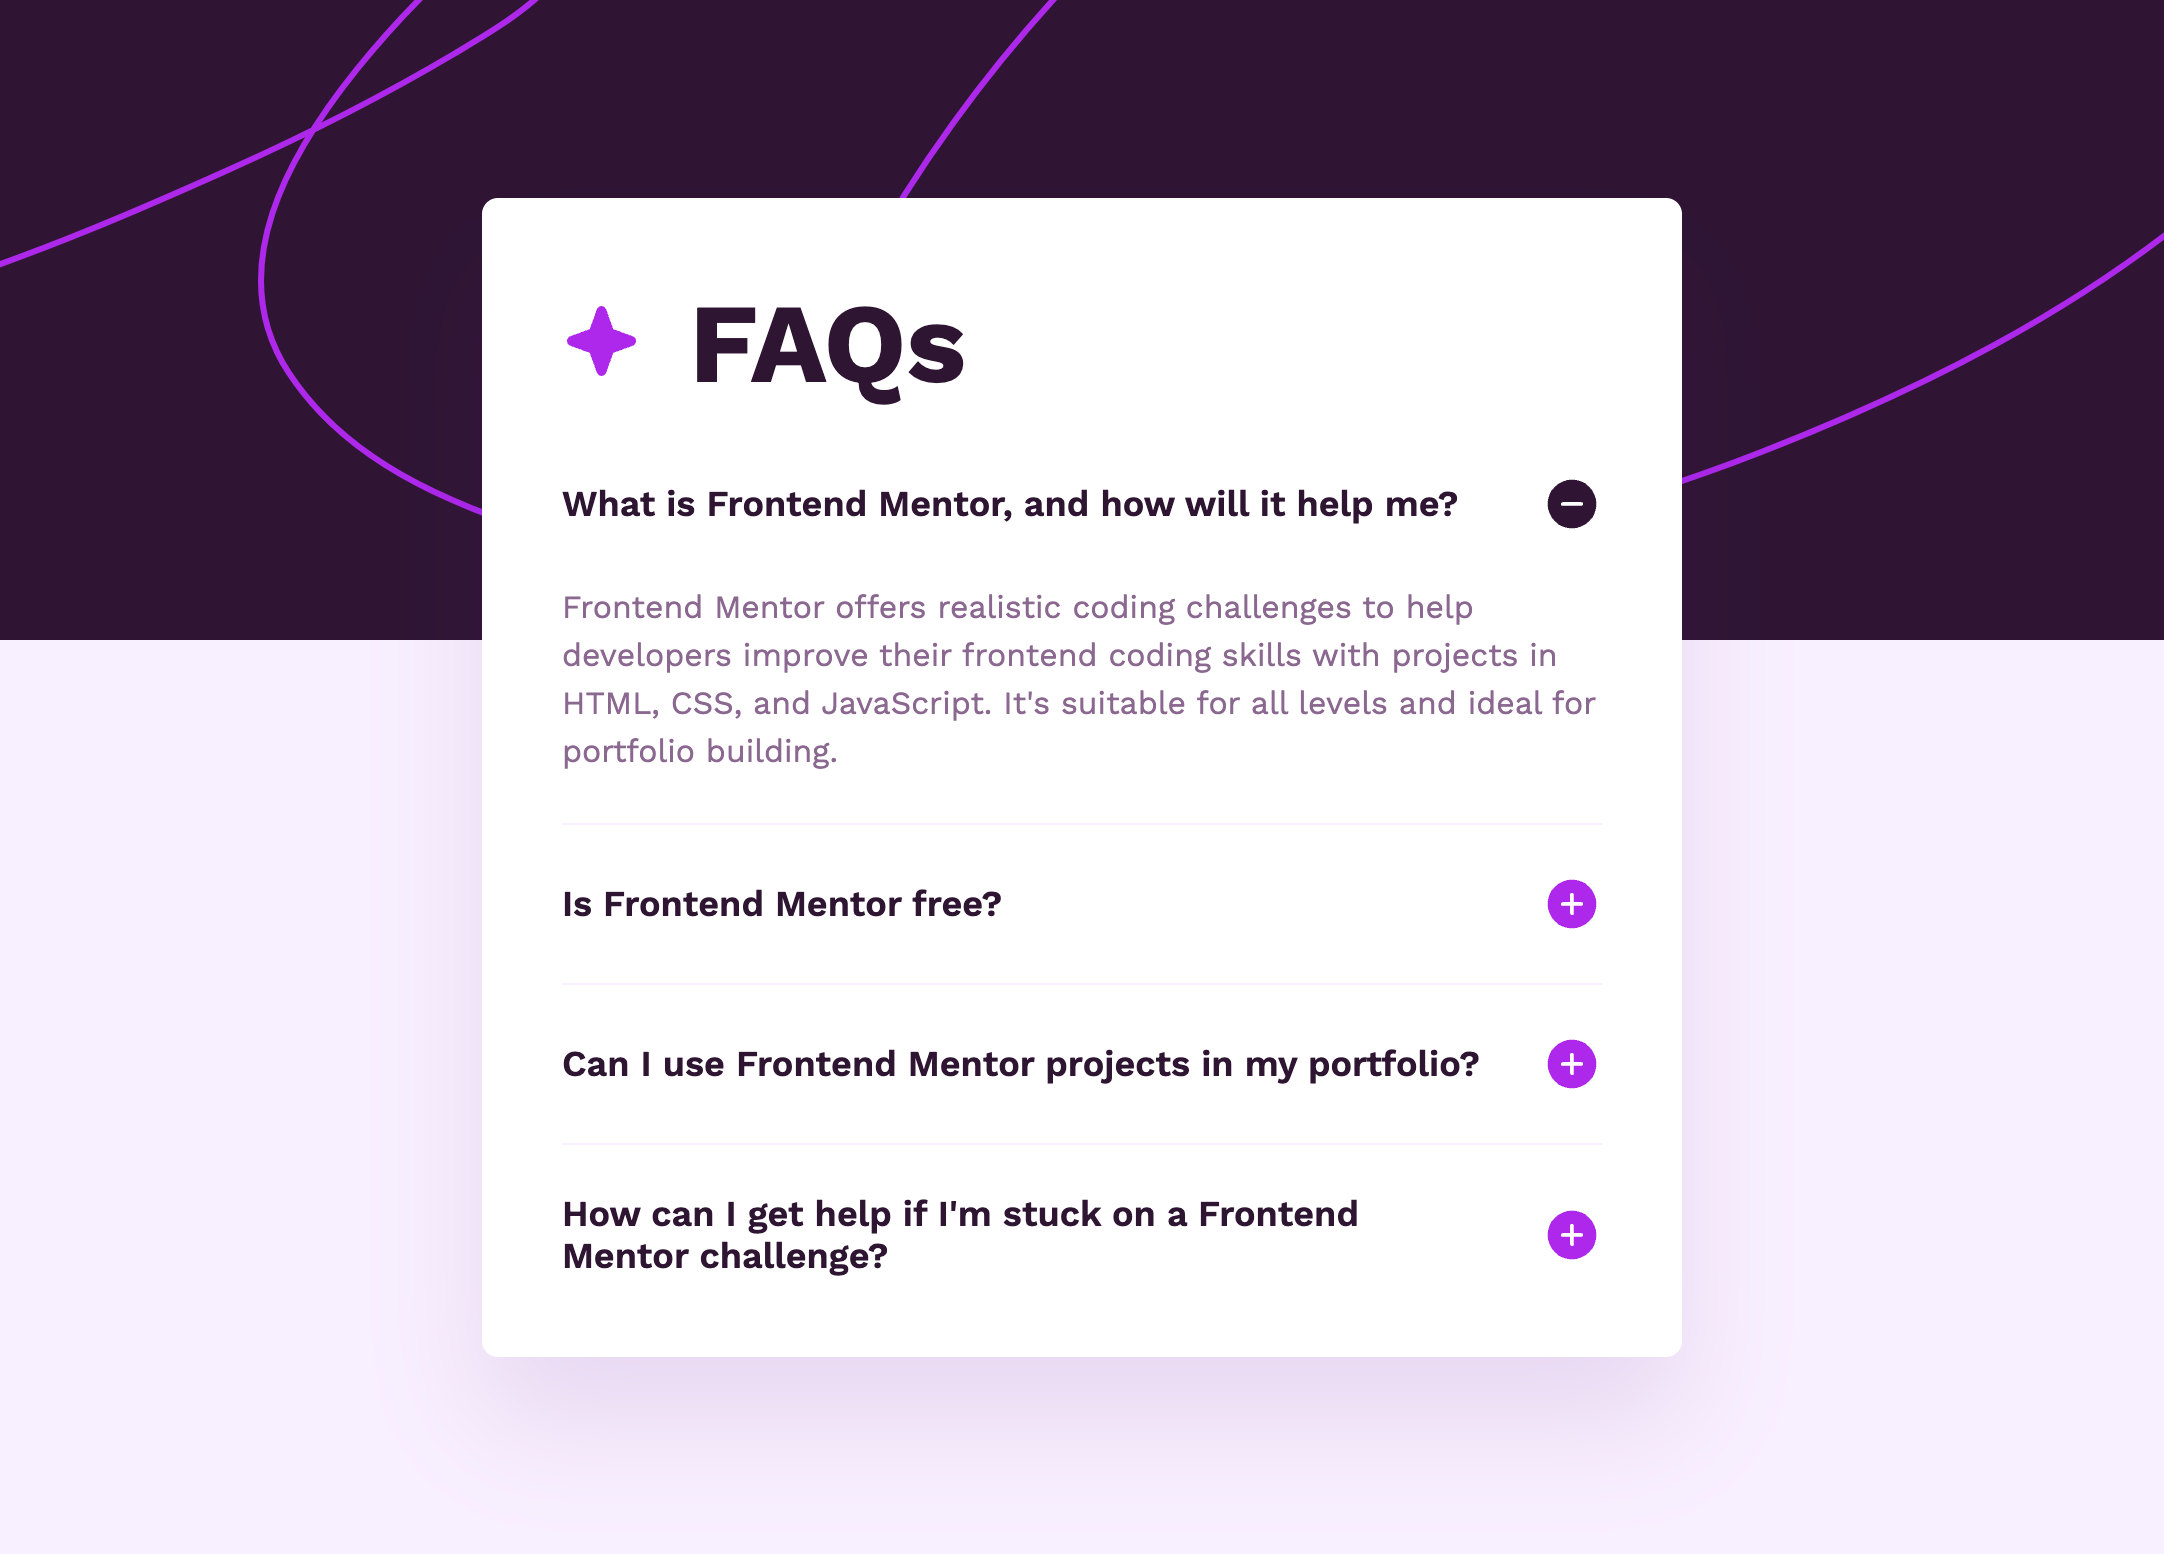 FAQs
What is Frontend Mentor, and how will it help me?
Frontend Mentor offers realistic coding challenges to help
developers improve their frontend coding skills with projects in
HTML, CSS, and JavaScript. It's suitable for all levels and ideal for
portfolio building.
Is Frontend Mentor free?
Can I use Frontend Mentor projects in my portfolio?
How can I get help if I'm stuck on a Frontend
Mentor challenge?